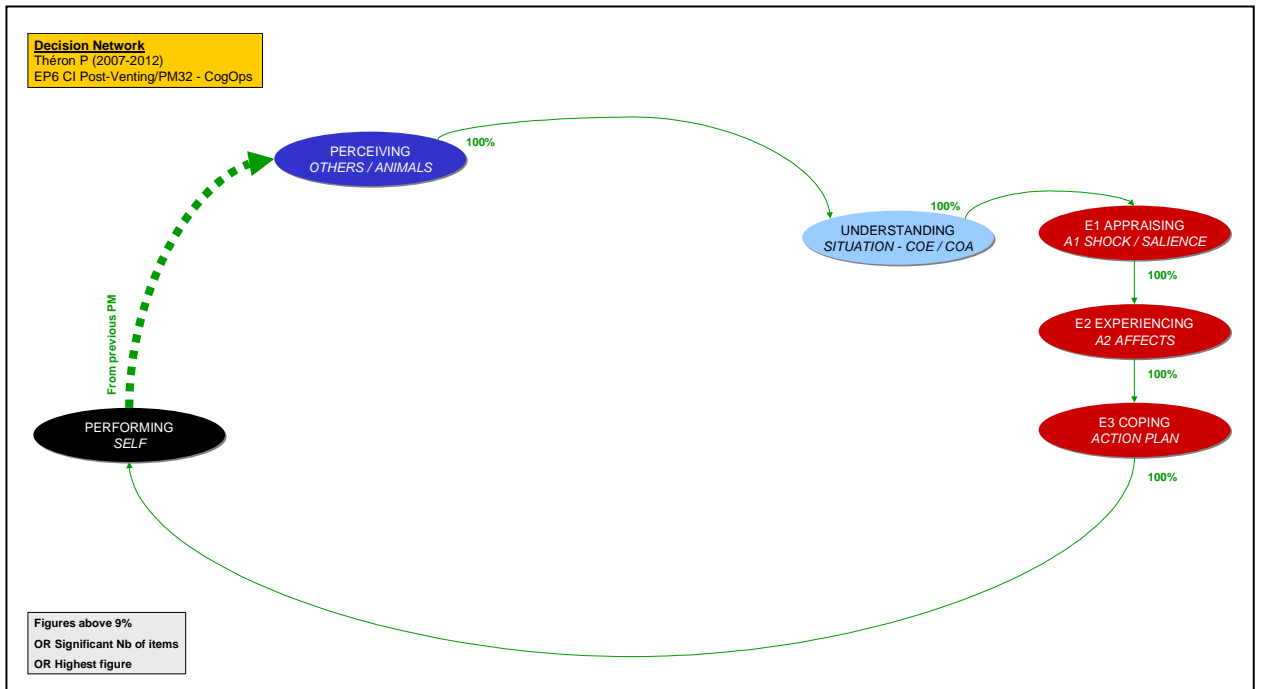 Decision Network
Théron P (2007-2012)
EP6 CI Post-Venting/PM32 - CogOps
PERCEIVING
OTHERS / ANIMALS
100%
UNDERSTANDING
SITUATION - COE / COA
100%
E1 APPRAISING
A1 SHOCK / SALIENCE
100%
E2 EXPERIENCING
A2 AFFECTS
100%
E3 COPING
ACTION PLAN
100%
From previous PM
PERFORMING
SELF
Figures above 9%
OR Significant Nb of items
OR Highest figure